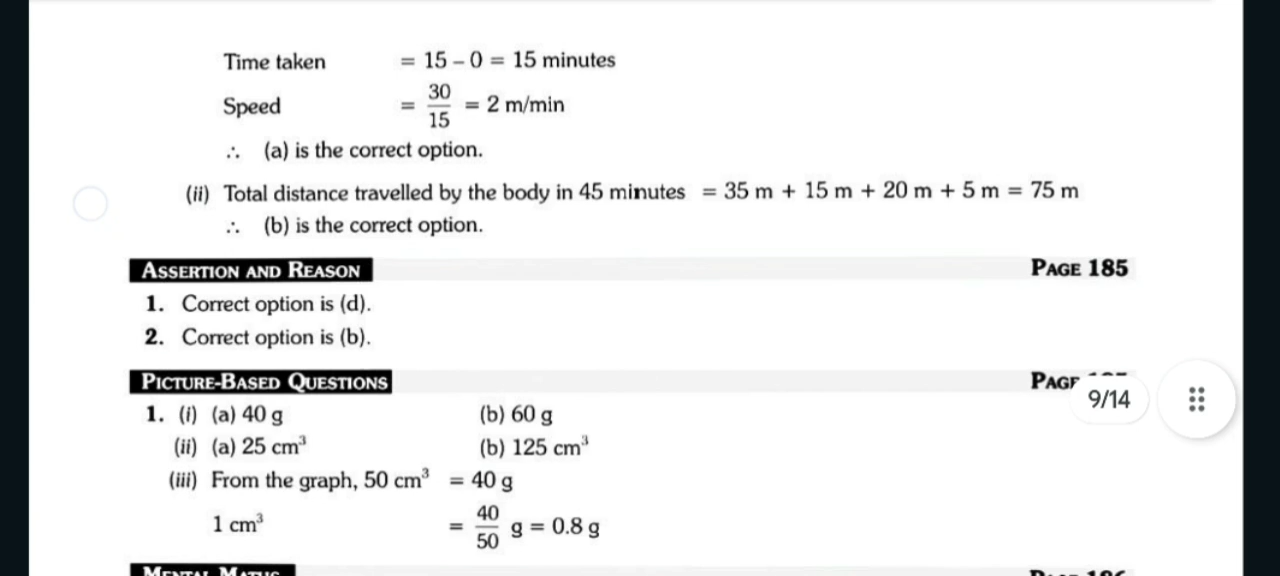 Time taken = 15 – 0 = 15 minutes
Speed = 30/15 = 2 m/min
∴ (a) is the correct option.
(ii) Total distance travelled by the body in 45 minutes = 35 m + 15 m + 20 m + 5 m = 75 m
∴ (b) is the correct option.
ASSERTION AND REASON PAGE 185
1. Correct option is (d).
2. Correct option is (b).
PICTURE-BASED QUESTIONS PAGE
9/14
1. (i) (a) 40 g (b) 60 g
(ii) (a) 25 cm³ (b) 125 cm³
(iii) From the graph, 50 cm³ = 40 g
1 cm³ = 40/50 g = 0.8 g
MENTAL MATHS